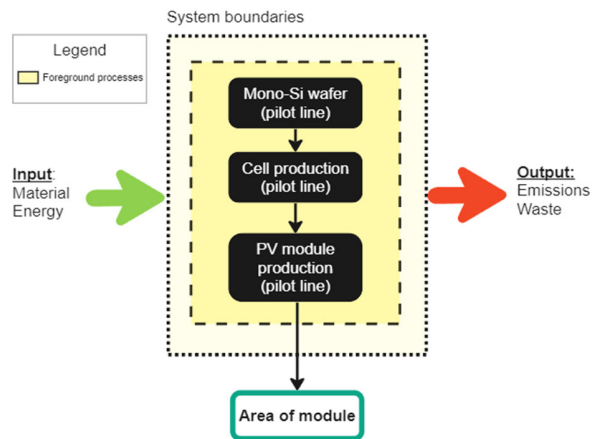 System boundaries
Legend
Foreground processes
Mono-Si wafer
(pilot line)
Input:
Material
Energy
Cell production
(pilot line)
Output:
Emissions
Waste
PV module
production
(pilot line)
Area of module